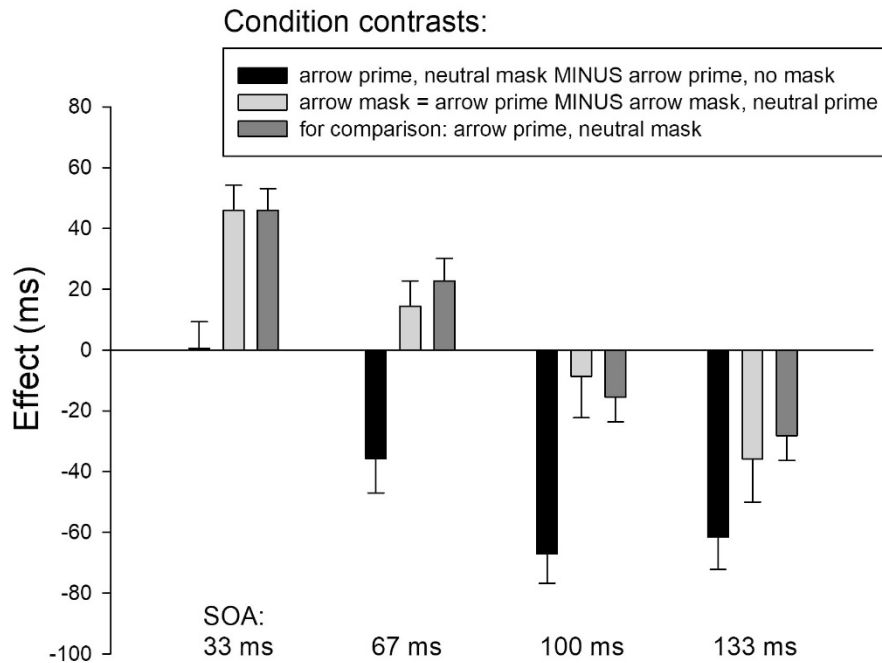 Condition contrasts:
arrow prime, neutral mask MINUS arrow prime, no mask
arrow mask = arrow prime MINUS arrow mask, neutral prime
for comparison: arrow prime, neutral mask
80
60
40
20
0
-20
-40
-60
-80
-100
Effect (ms)
SOA:
33 ms 67 ms 100 ms 133 ms